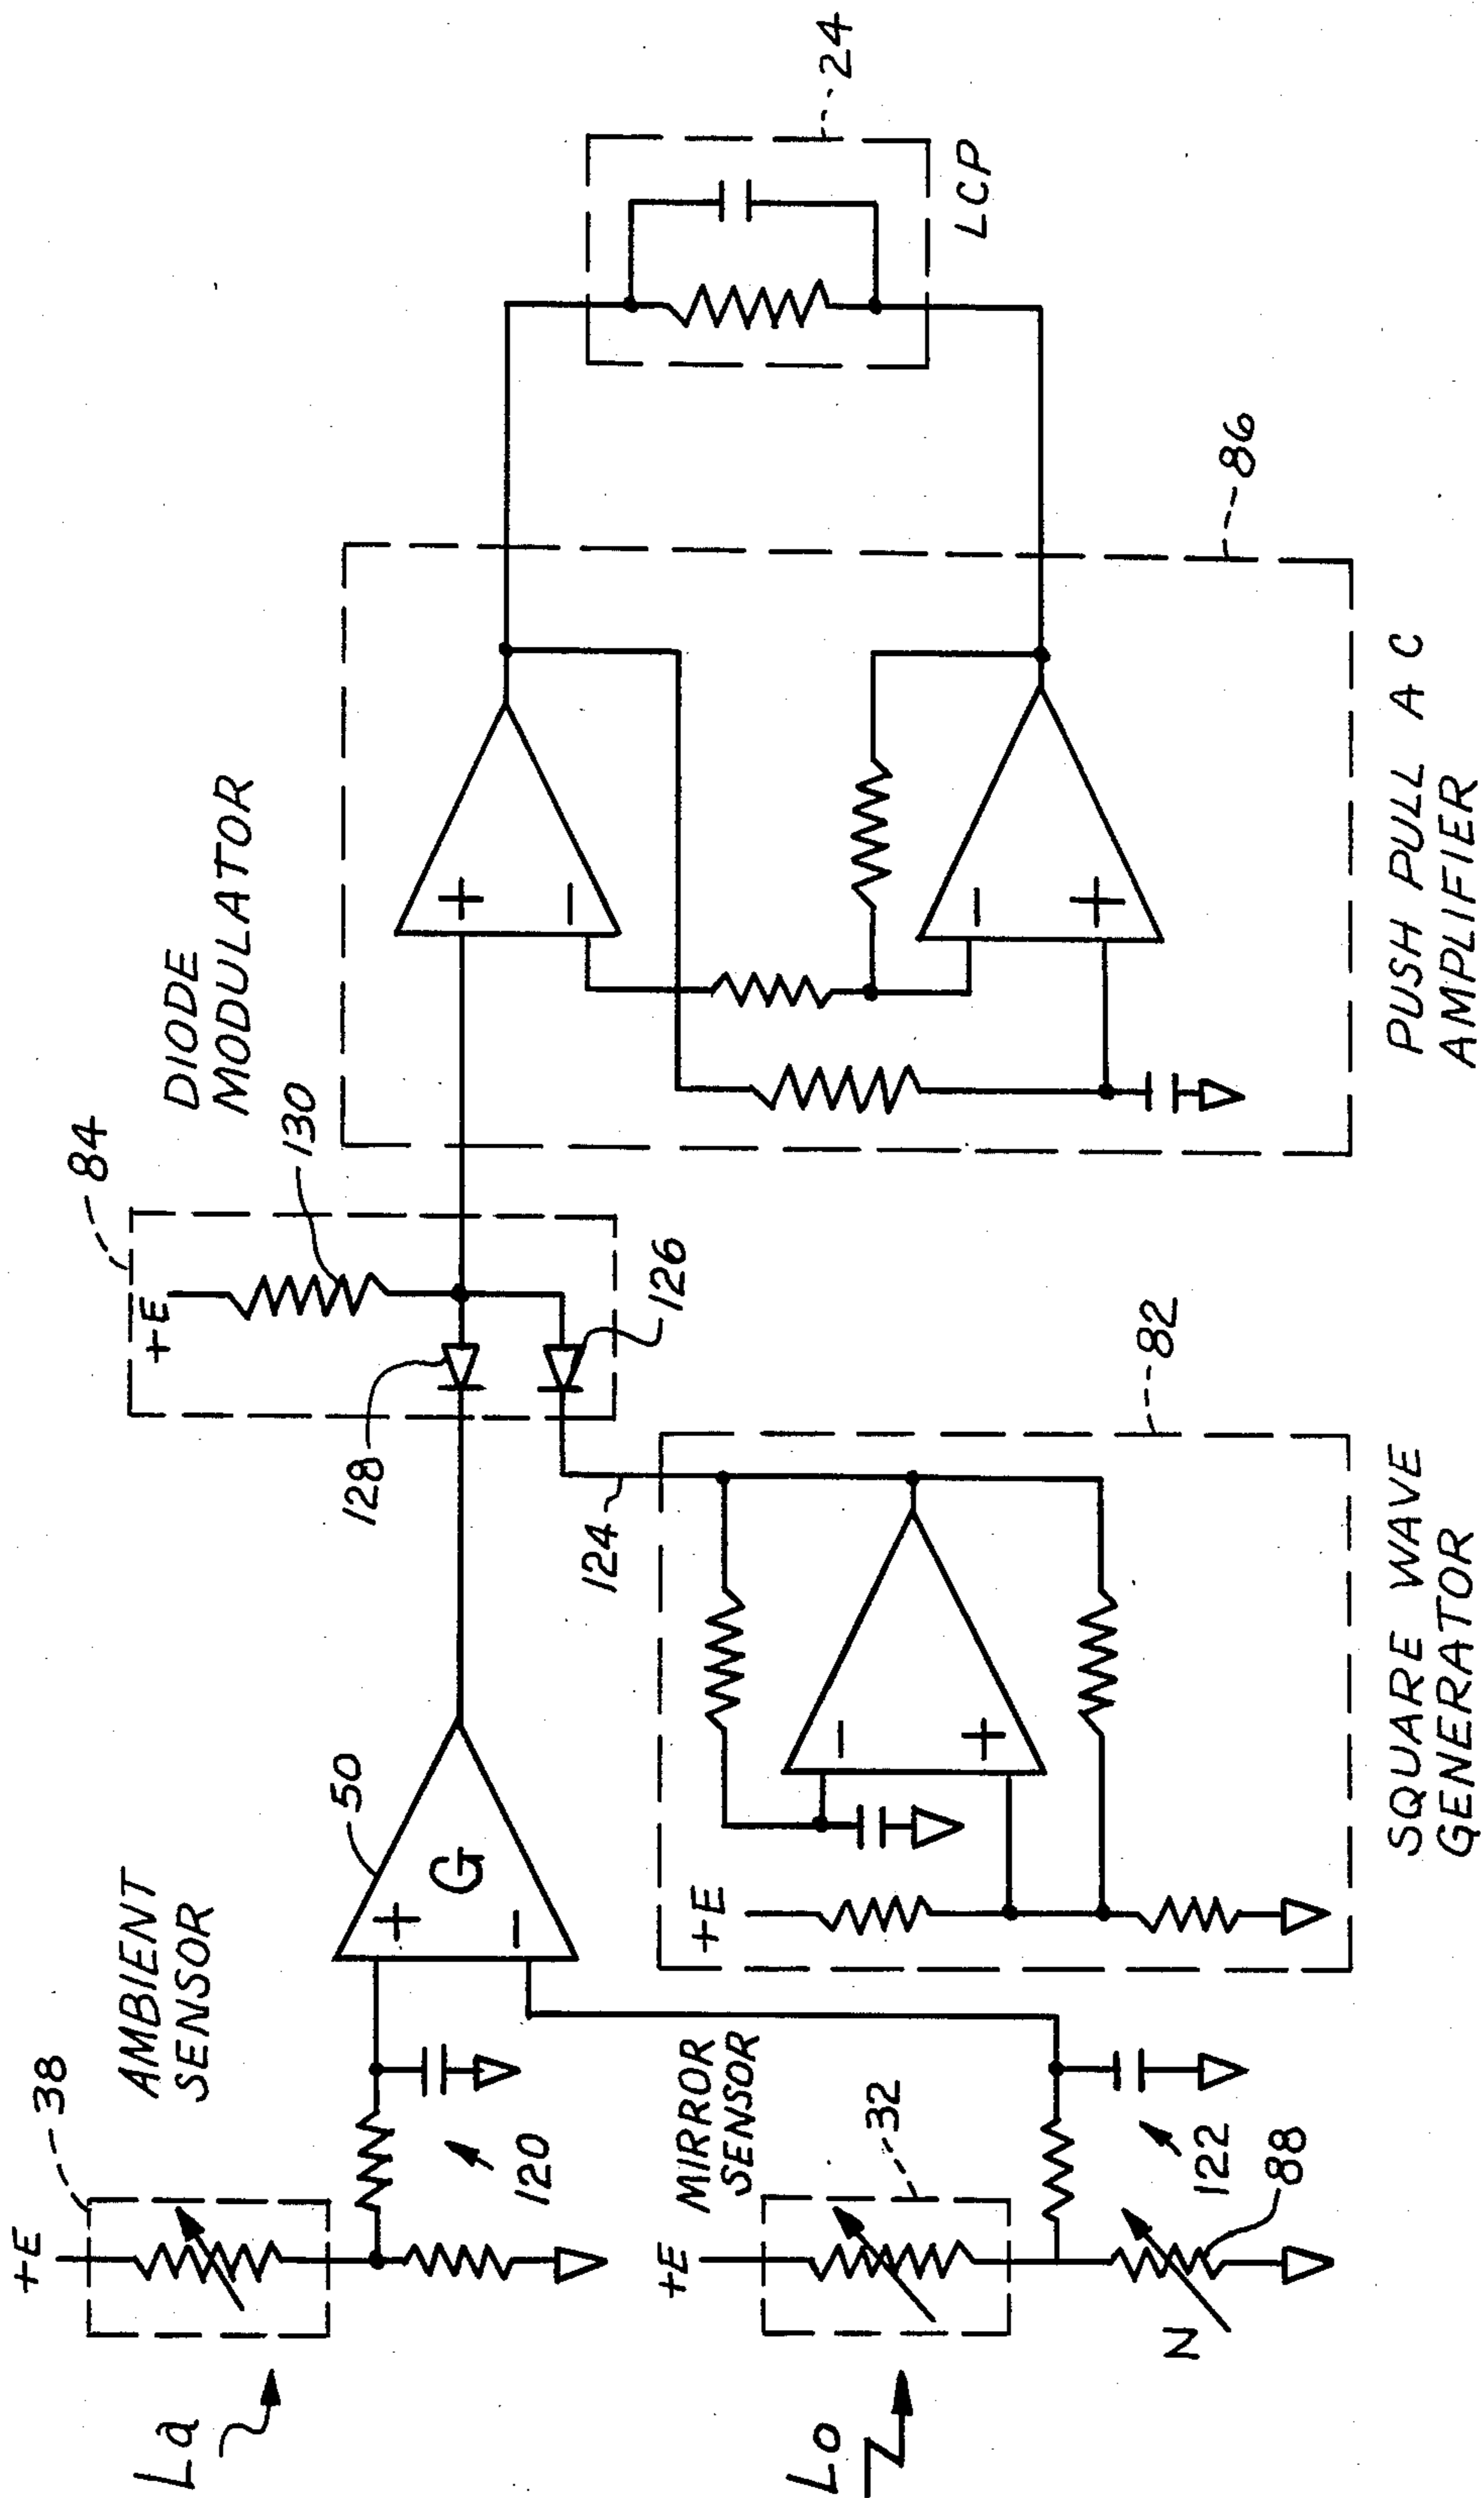 La
+E
38
AMBIENT
SENSOR
120
+
-
G
50
Lo
+E
MIRROR
SENSOR
32
N
122
88
+E
-
+
SQUARE WAVE
GENERATOR
82
124
128
126
+E
84
130
DIODE
MODULATOR
+
-
-
+
PUSH PULL AC
AMPLIFIER
86
LCP
24